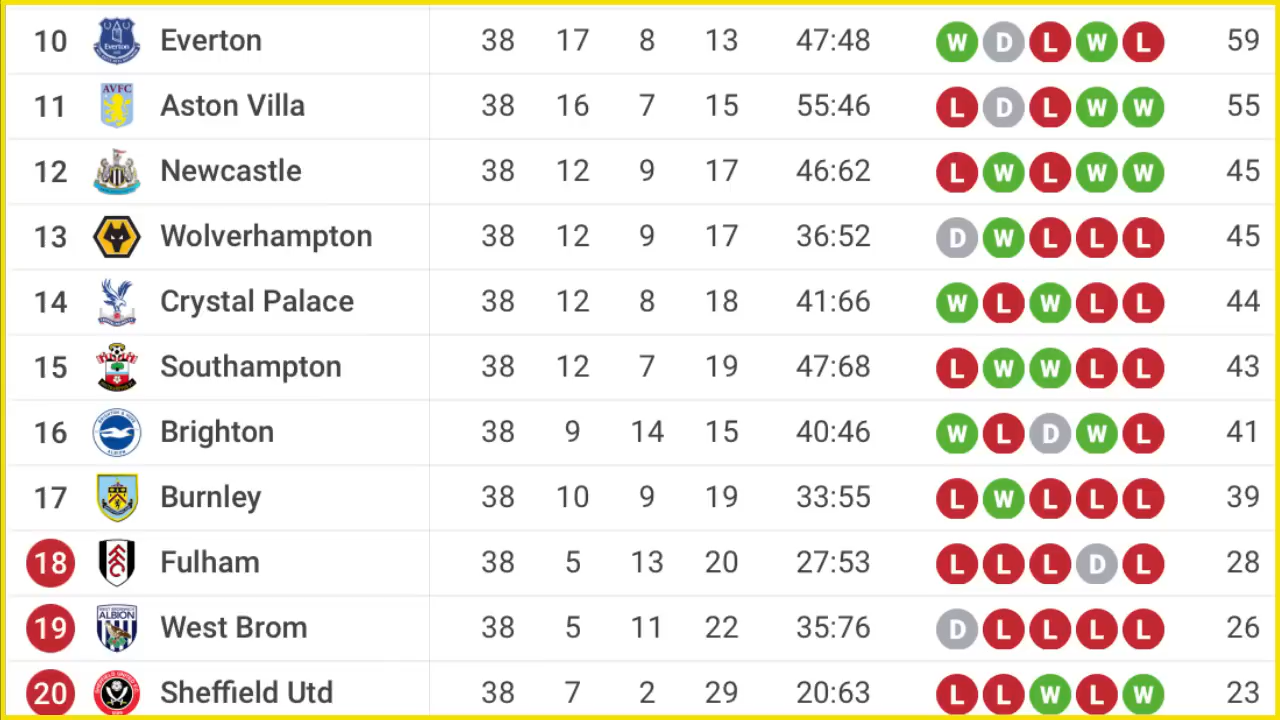 10 Everton 38 17 8 13 47:48 W D L W L 59
11 AVFC Aston Villa 38 16 7 15 55:46 L D L W W 55
12 Newcastle 38 12 9 17 46:62 L W L W W 45
13 Wolverhampton 38 12 9 17 36:52 D W L L L 45
14 Crystal Palace 38 12 8 18 41:66 W L W L L 44
15 Southampton 38 12 7 19 47:68 L W W L L 43
16 Brighton 38 9 14 15 40:46 W L D W L 41
17 Burnley 38 10 9 19 33:55 L W L L L 39
18 Fulham 38 5 13 20 27:53 L L L D L 28
19 ALBION West Brom 38 5 11 22 35:76 D L L L L 26
20 Sheffield Utd 38 7 2 29 20:63 L L W L W 23